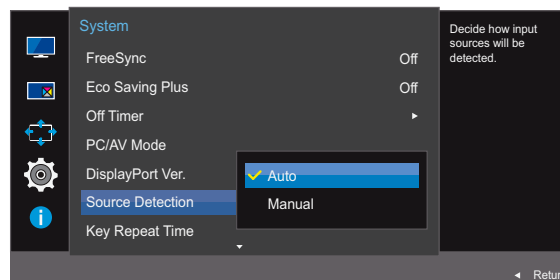 System
FreeSync Off
Eco Saving Plus Off
Off Timer
PC/AV Mode
DisplayPort Ver.
Source Detection
Key Repeat Time
Auto
Manual
Decide how input
sources will be
detected.